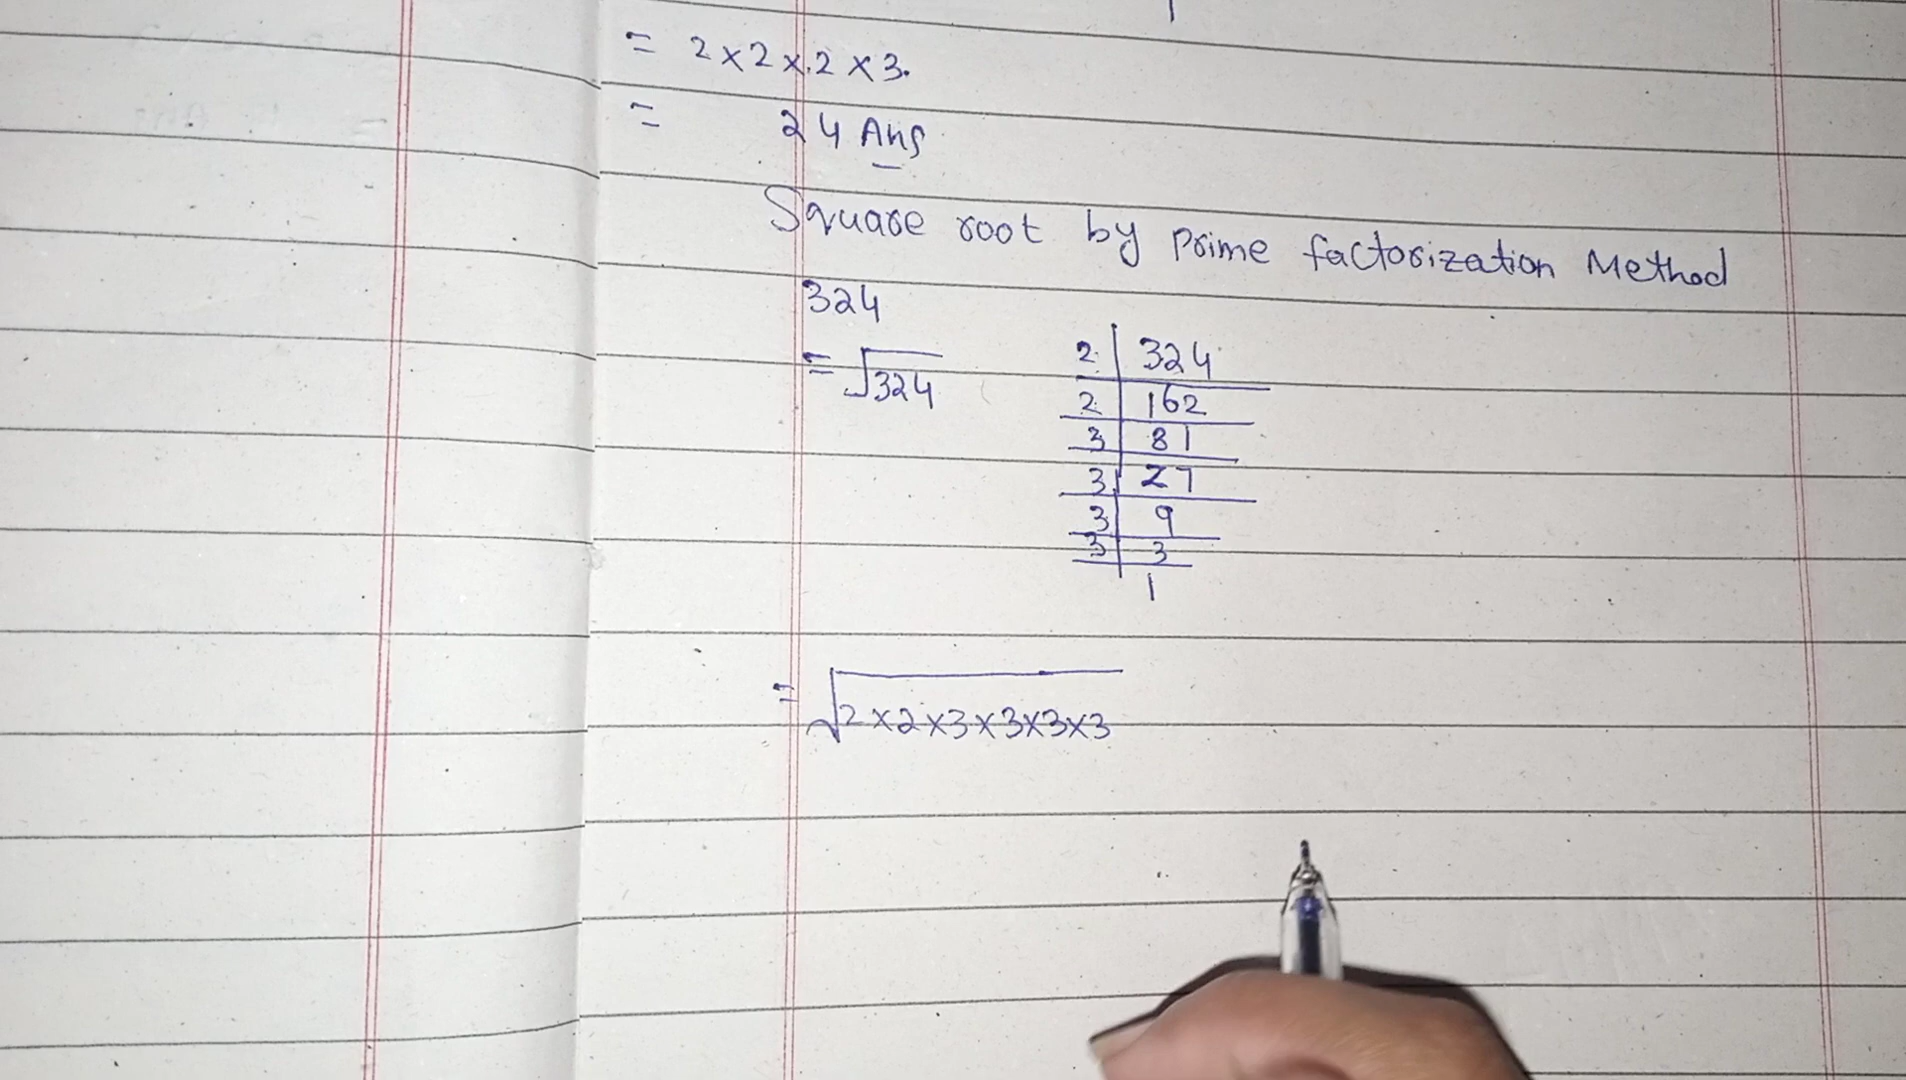 = 2 × 2 × 2 × 3.
= 24 Ans
Square root by Prime factorization Method
324
= √324
2 | 324
2 | 162
3 | 81
3 | 27
3 | 9
3 | 3
1
= √2×2×3×3×3×3